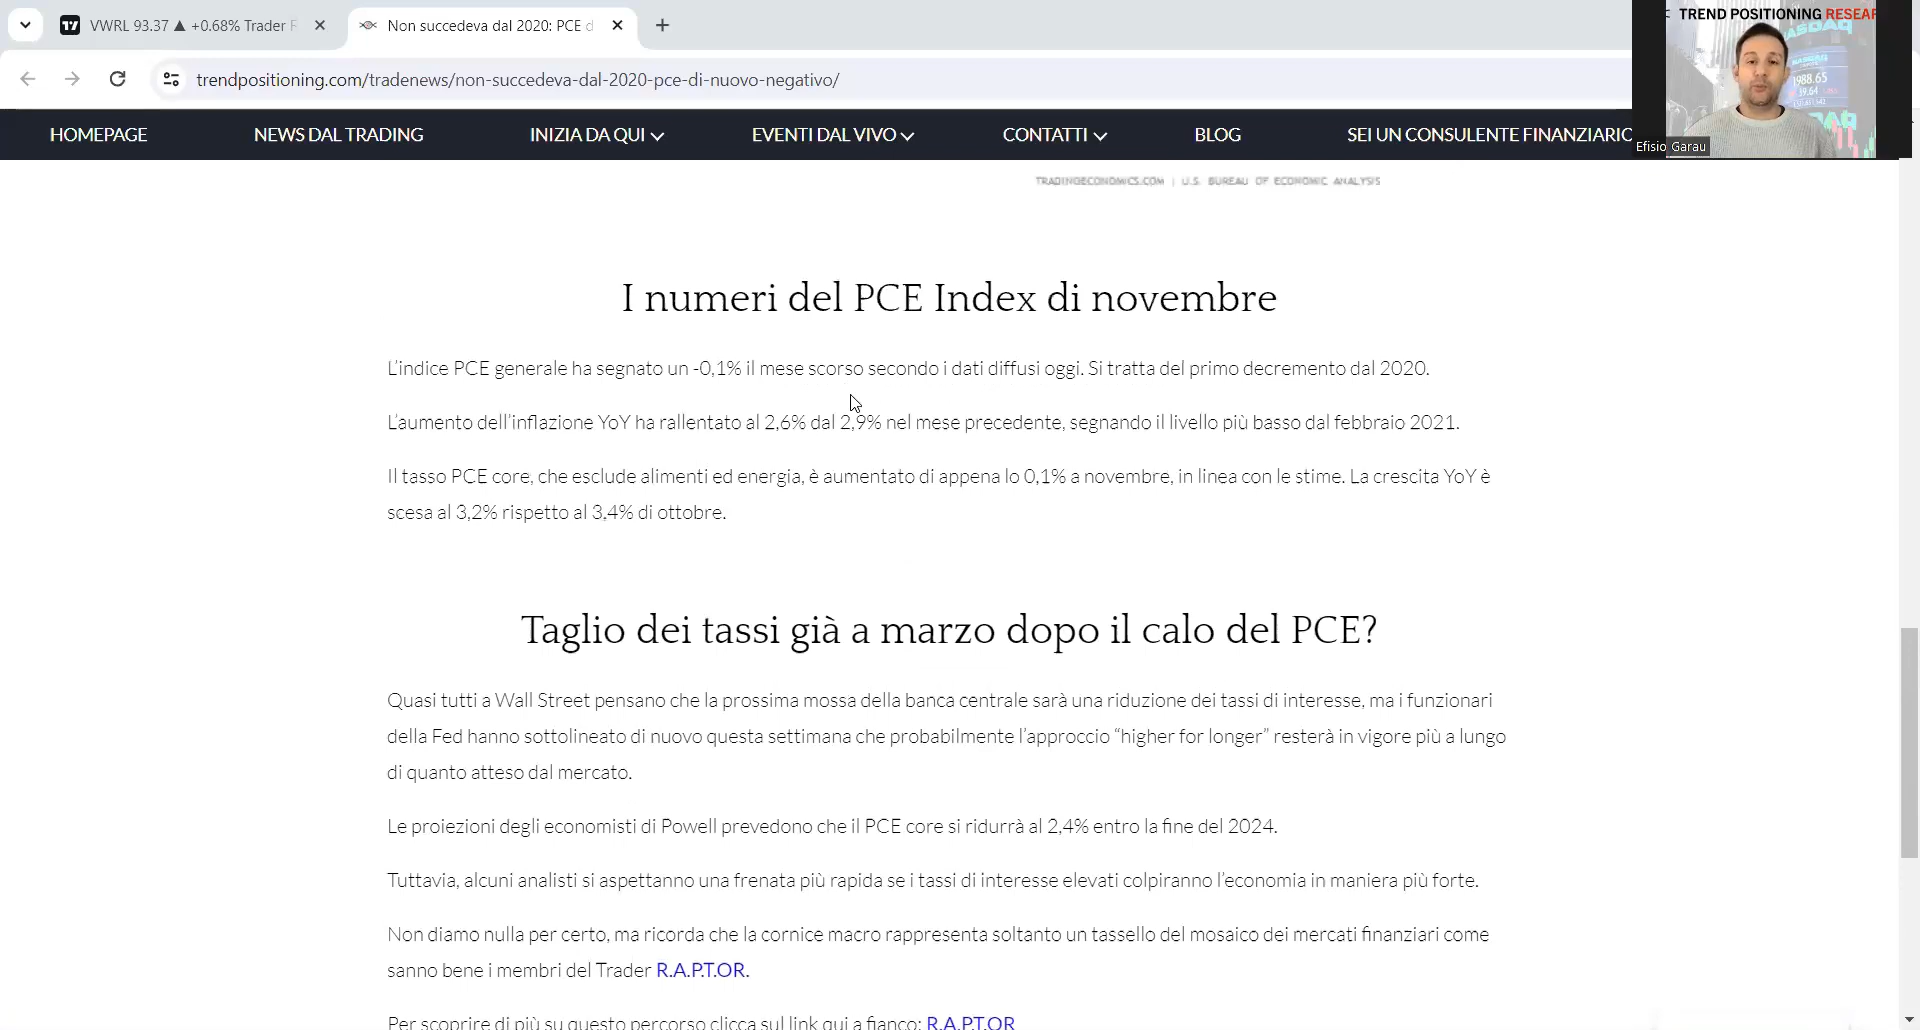 VWRL 93.37 ▲ +0.68% Trader
Non succedeva dal 2020: PCE d
trendpositioning.com/tradenews/non-succedeva-dal-2020-pce-di-nuovo-negativo/
TREND POSITIONING RESEAR
NASDAQ
1988.65
Efisio Garau
HOMEPAGE
NEWS DAL TRADING
INIZIA DA QUI
EVENTI DAL VIVO
CONTATTI
BLOG
SEI UN CONSULENTE FINANZIARIO
TRADINGECONOMICS.COM | U.S. BUREAU OF ECONOMIC ANALYSIS
I numeri del PCE Index di novembre
L’indice PCE generale ha segnato un -0,1% il mese scorso secondo i dati diffusi oggi. Si tratta del primo decremento dal 2020.
L’aumento dell’inflazione YoY ha rallentato al 2,6% dal 2,9% nel mese precedente, segnando il livello più basso dal febbraio 2021.
Il tasso PCE core, che esclude alimenti ed energia, è aumentato di appena lo 0,1% a novembre, in linea con le stime. La crescita YoY è
scesa al 3,2% rispetto al 3,4% di ottobre.
Taglio dei tassi già a marzo dopo il calo del PCE?
Quasi tutti a Wall Street pensano che la prossima mossa della banca centrale sarà una riduzione dei tassi di interesse, ma i funzionari
della Fed hanno sottolineato di nuovo questa settimana che probabilmente l’approccio “higher for longer” resterà in vigore più a lungo
di quanto atteso dal mercato.
Le proiezioni degli economisti di Powell prevedono che il PCE core si ridurrà al 2,4% entro la fine del 2024.
Tuttavia, alcuni analisti si aspettanno una frenata più rapida se i tassi di interesse elevati colpiranno l’economia in maniera più forte.
Non diamo nulla per certo, ma ricorda che la cornice macro rappresenta soltanto un tassello del mosaico dei mercati finanziari come
sanno bene i membri del Trader R.A.P.T.OR.
Per scoprire di più su questo percorso clicca sul link qui a fianco: R.A.P.T.OR